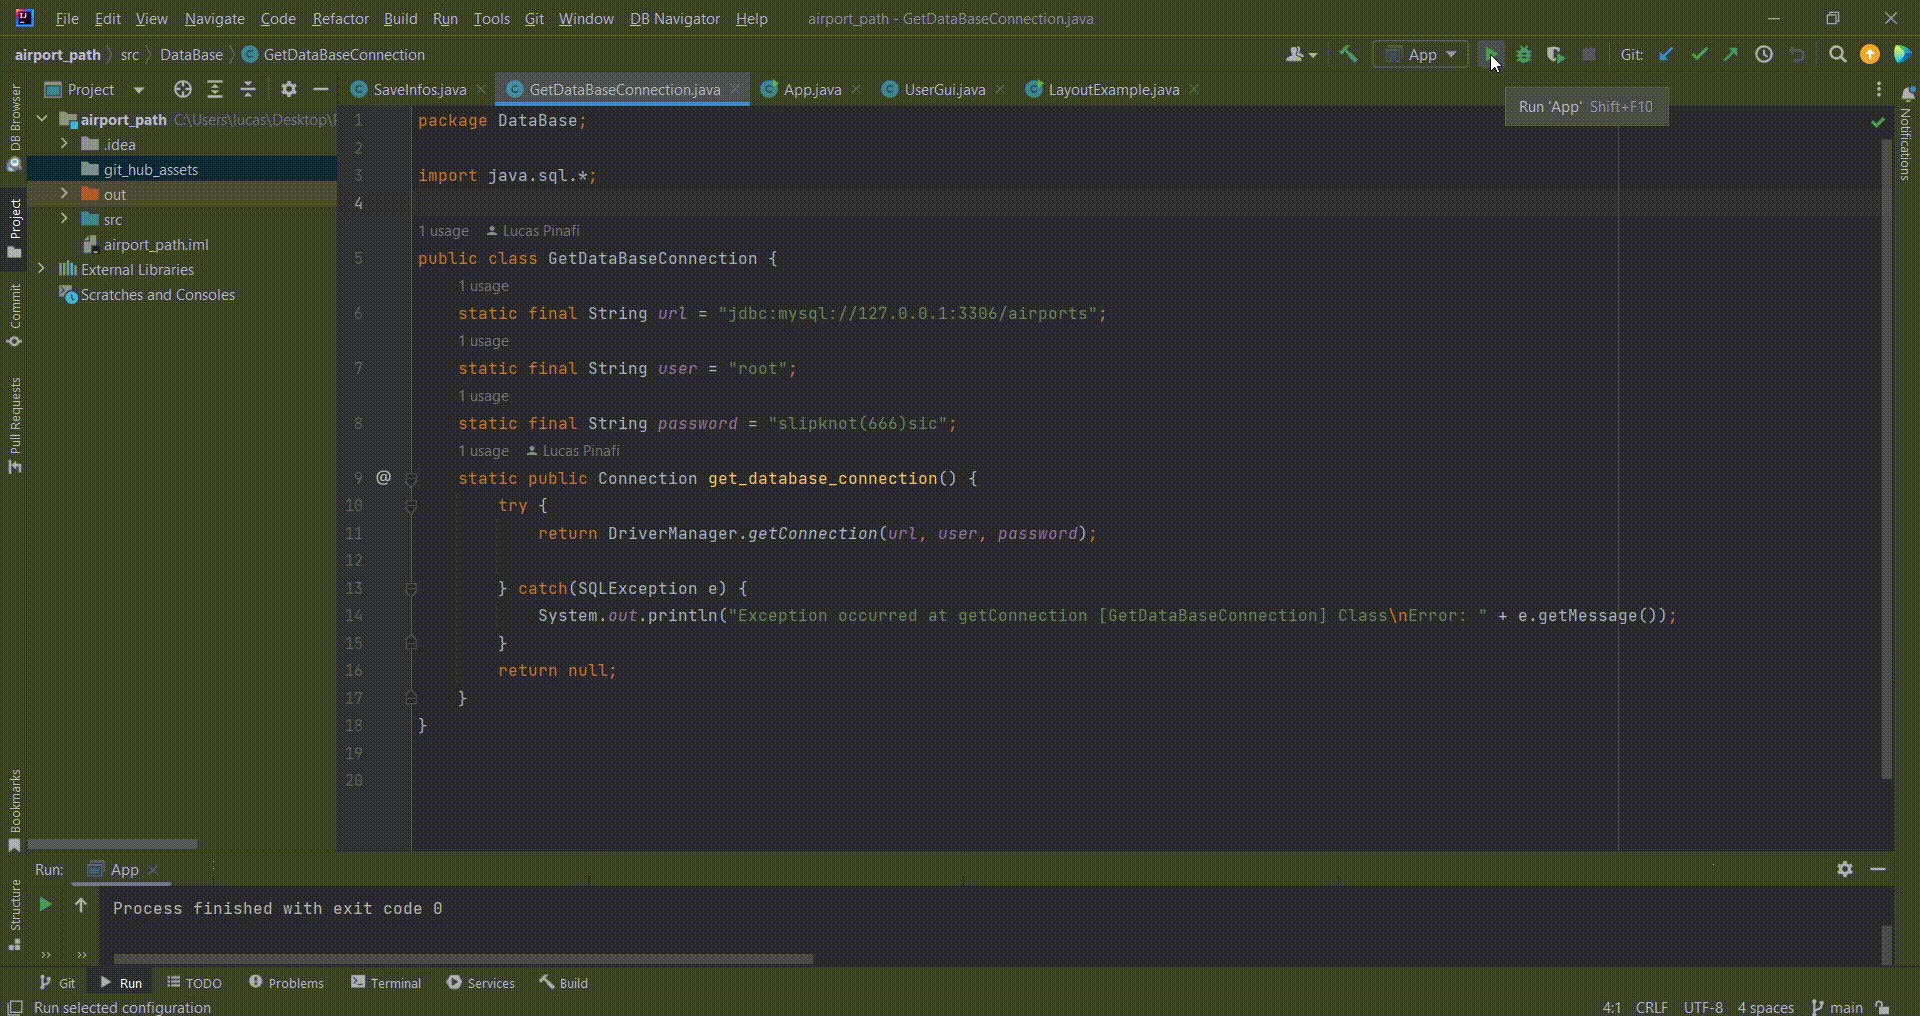 File Edit View Navigate Code Refactor Build Run Tools Git Window DB Navigator Help airport_path - GetDataBaseConnection.java
airport_path src DataBase GetDataBaseConnection
App Git:
Project
SaveInfos.java GetDataBaseConnection.java App.java UserGui.java LayoutExample.java
Run 'App' Shift+F10
DB Browser
Project
Commit
Pull Requests
Bookmarks
Structure
Notifications
airport_path C:\Users\lucas\Desktop\
.idea
git_hub_assets
out
src
airport_path.iml
External Libraries
Scratches and Consoles
1 package DataBase;
2
3 import java.sql.*;
4
1 usage Lucas Pinafi
5 public class GetDataBaseConnection {
1 usage
6 static final String url = "jdbc:mysql://127.0.0.1:3306/airports";
1 usage
7 static final String user = "root";
1 usage
8 static final String password = "slipknot(666)sic";
1 usage Lucas Pinafi
9 @ static public Connection get_database_connection() {
10 try {
11 return DriverManager.getConnection(url, user, password);
12
13 } catch(SQLException e) {
14 System.out.println("Exception occurred at getConnection [GetDataBaseConnection] Class\nError: " + e.getMessage());
15 }
16 return null;
17 }
18 }
19
20
Run: App
Process finished with exit code 0
Git Run TODO Problems Terminal Services Build
Run selected configuration 4:1 CRLF UTF-8 4 spaces main